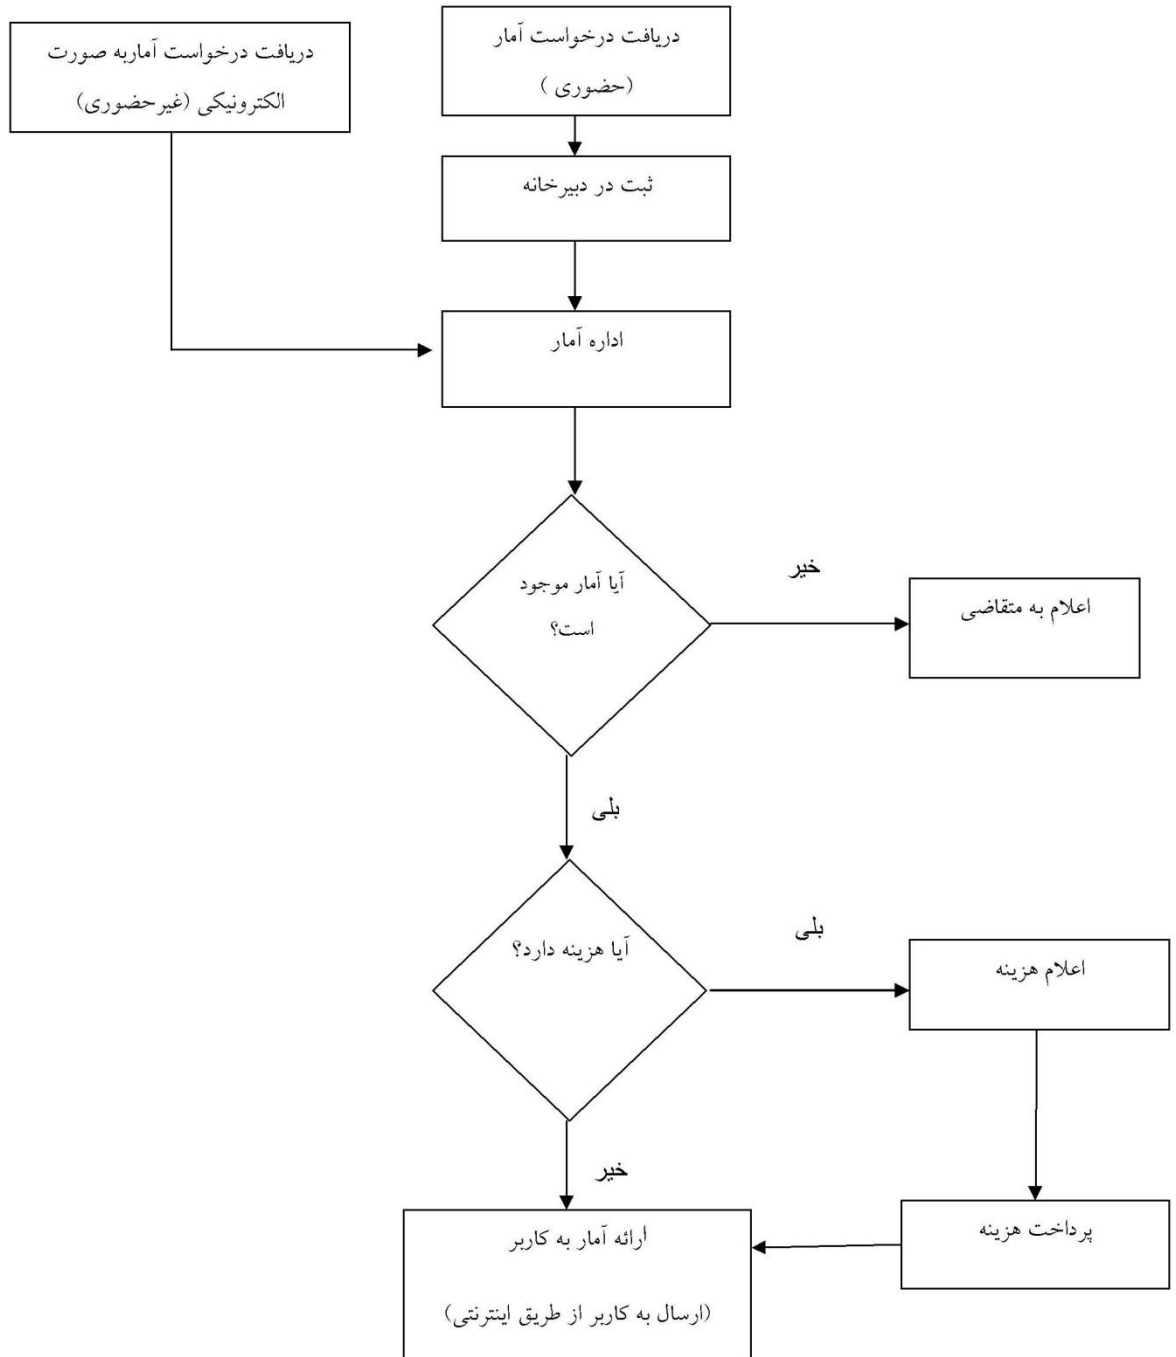 دریافت درخواست آمار
(حضوری )
دریافت درخواست آماربه صورت
الکترونیکی (غیرحضوری)
ثبت در دبیرخانه
اداره آمار
آیا آمار موجود
است؟
خیر
اعلام به متقاضی
بلی
آیا هزینه دارد؟
بلی
اعلام هزینه
خیر
پرداخت هزینه
ارائه آمار به کاربر
(ارسال به کاربر از طریق اینترنتی)